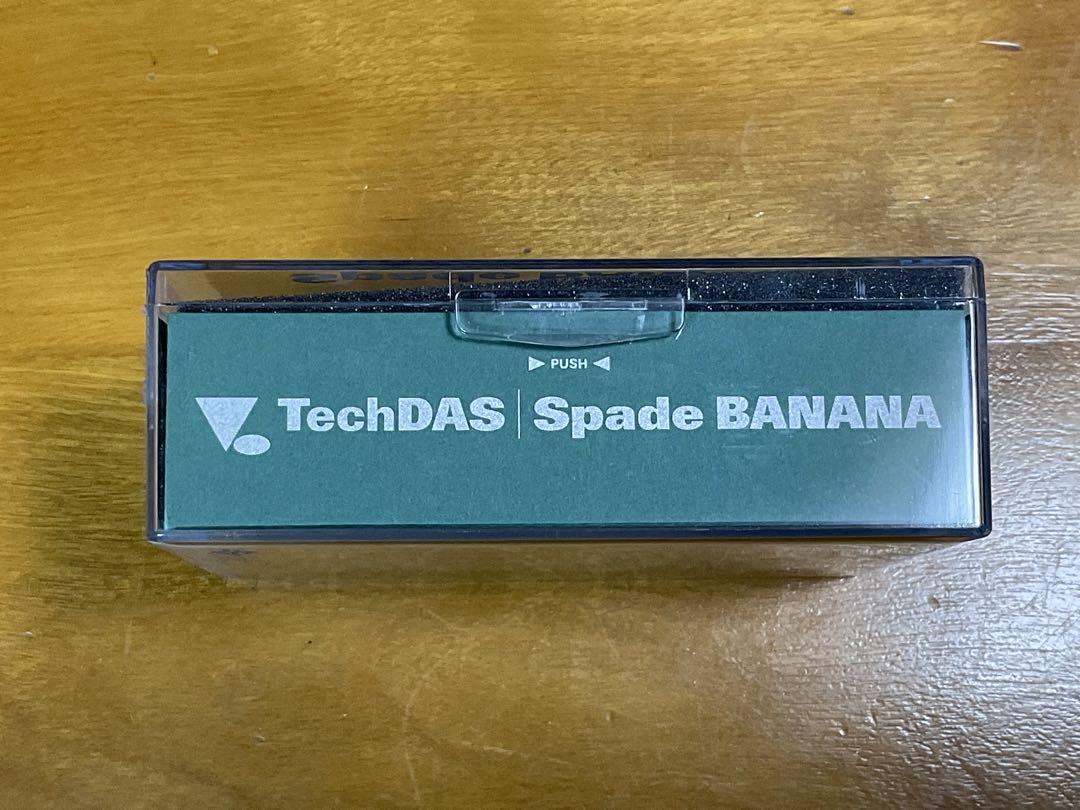 ▶ PUSH ◀
TechDAS | Spade BANANA